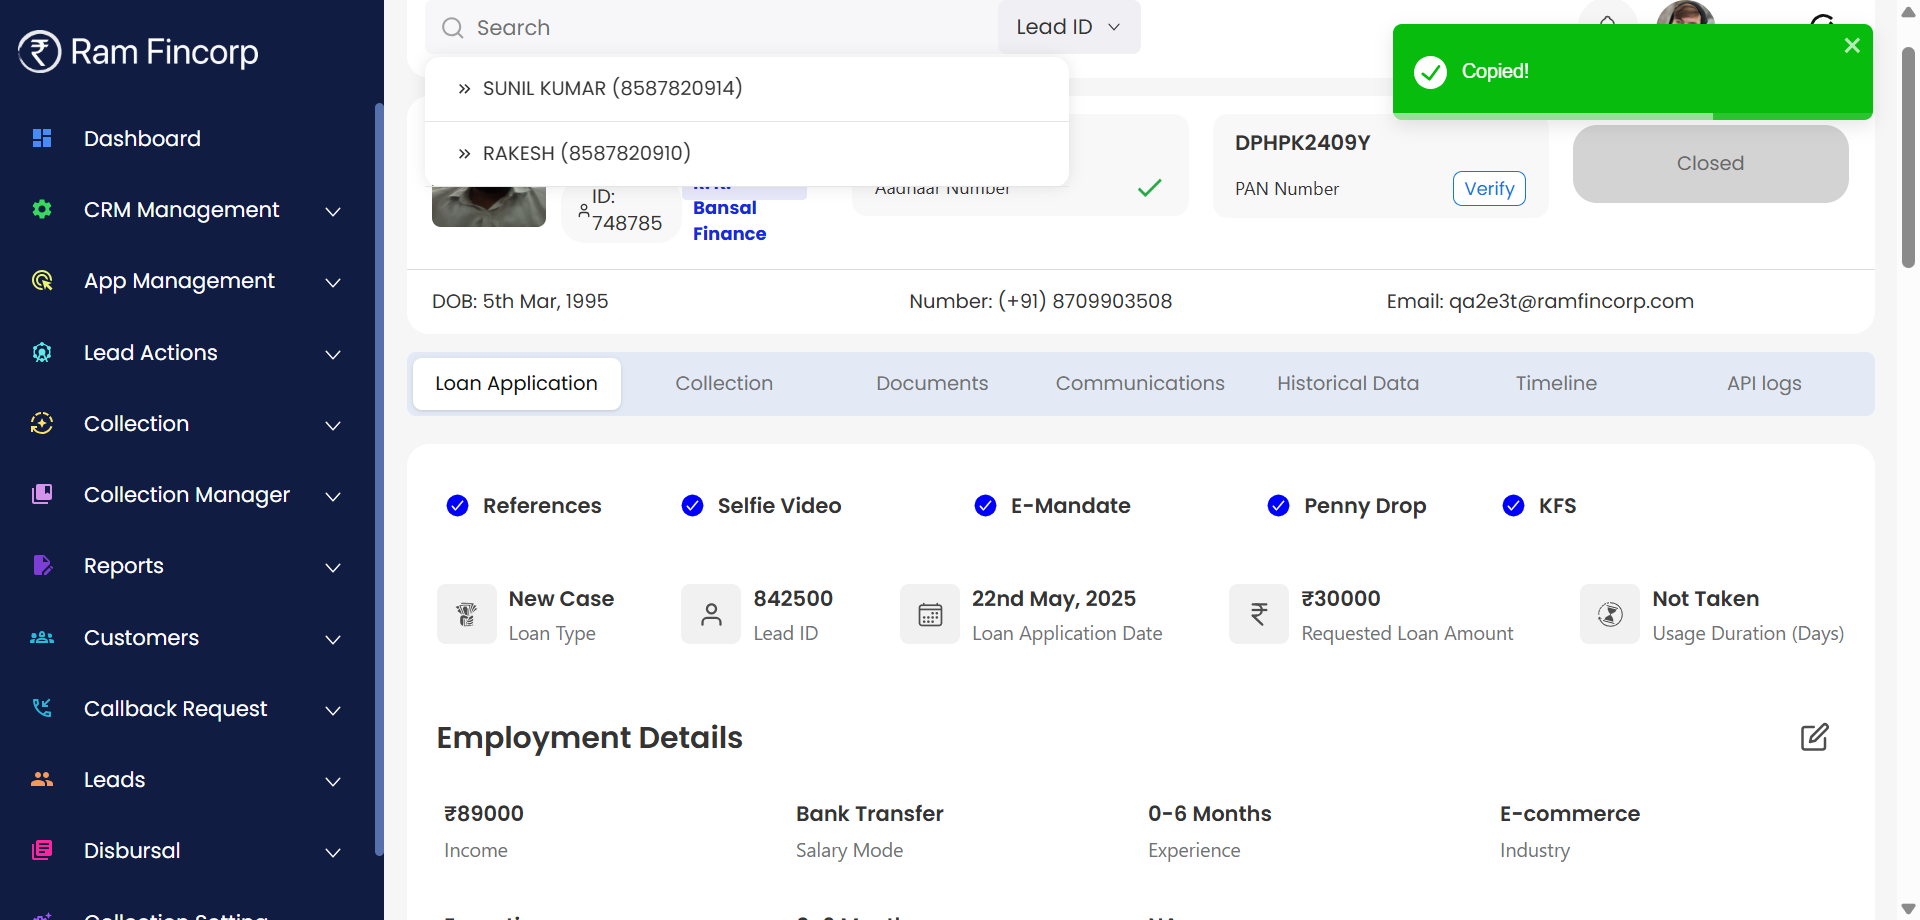 Ram Fincorp
Dashboard
CRM Management
App Management
Lead Actions
Collection
Collection Manager
Reports
Customers
Callback Request
Leads
Disbursal
Search
Lead ID
SUNIL KUMAR (8587820914)
RAKESH (8587820910)
Copied!
ID:
748785
Bansal
Finance
Aadhaar Number
DPHPK2409Y
PAN Number
Verify
Closed
DOB: 5th Mar, 1995
Number: (+91) 8709903508
Email: qa2e3t@ramfincorp.com
Loan Application
Collection
Documents
Communications
Historical Data
Timeline
API logs
References
Selfie Video
E-Mandate
Penny Drop
KFS
New Case
Loan Type
842500
Lead ID
22nd May, 2025
Loan Application Date
₹30000
Requested Loan Amount
Not Taken
Usage Duration (Days)
Employment Details
₹89000
Income
Bank Transfer
Salary Mode
0-6 Months
Experience
E-commerce
Industry